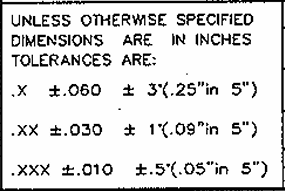 UNLESS OTHERWISE SPECIFIED
DIMENSIONS ARE IN INCHES
TOLERANCES ARE:
.X ±.060 ± 3°(.25"in 5")
.XX ±.030 ± 1°(.09"in 5")
.XXX ±.010 ±.5°(.05"in 5")